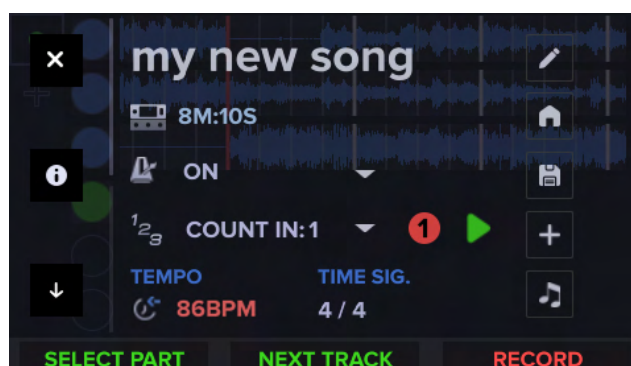 my new song
8M:10S
ON
123 COUNT IN: 1 1
TEMPO TIME SIG.
86BPM 4 / 4
SELECT PART NEXT TRACK RECORD